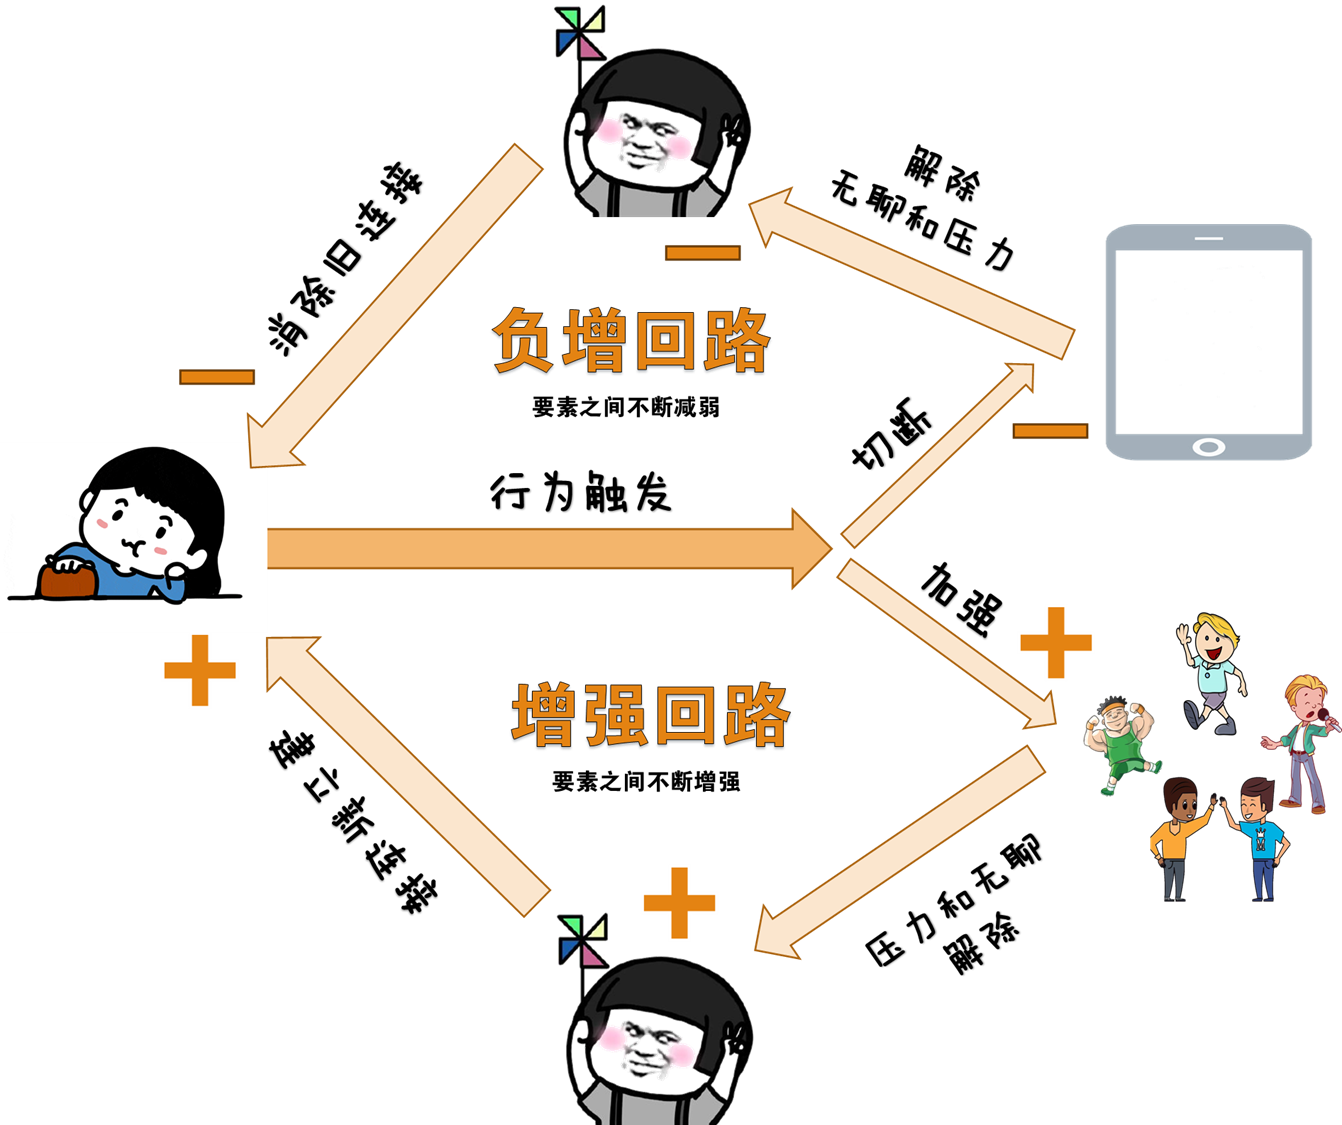 解除
无聊和压力
消除旧连接
负增回路
要素之间不断减弱
切断
行为触发
加强
增强回路
要素之间不断增强
建立新连接
压力和无聊
解除